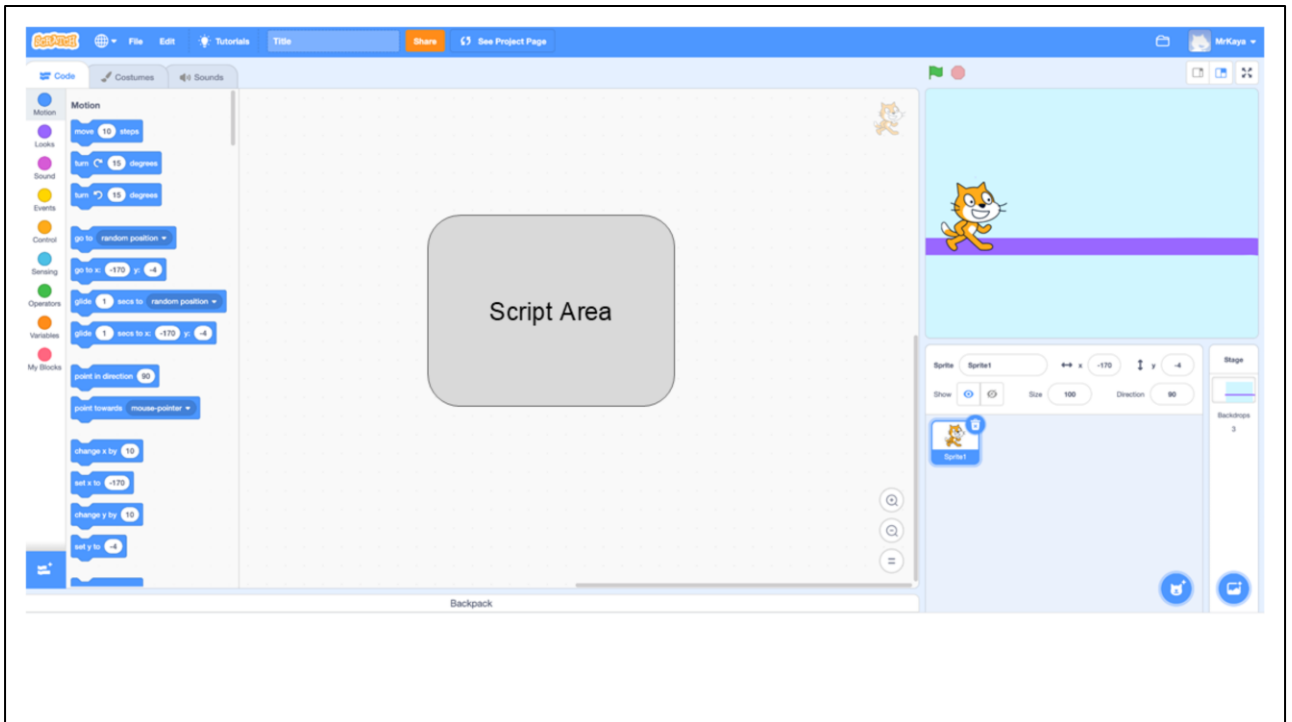 SCRATCH File Edit Tutorials Title Share See Project Page MrKaya
Code Costumes Sounds
Motion
Looks
Sound
Events
Control
Sensing
Operators
Variables
My Blocks
Motion
move 10 steps
turn 15 degrees
turn 15 degrees
go to random position
go to x: -170 y: -4
glide 1 secs to random position
glide 1 secs to x: -170 y: -4
point in direction 90
point towards mouse-pointer
change x by 10
set x to -170
change y by 10
set y to -4
Script Area
Backpack
Sprite Sprite1 x -170 y -4
Show Size 100 Direction 90
Sprite1
Stage
Backdrops
3